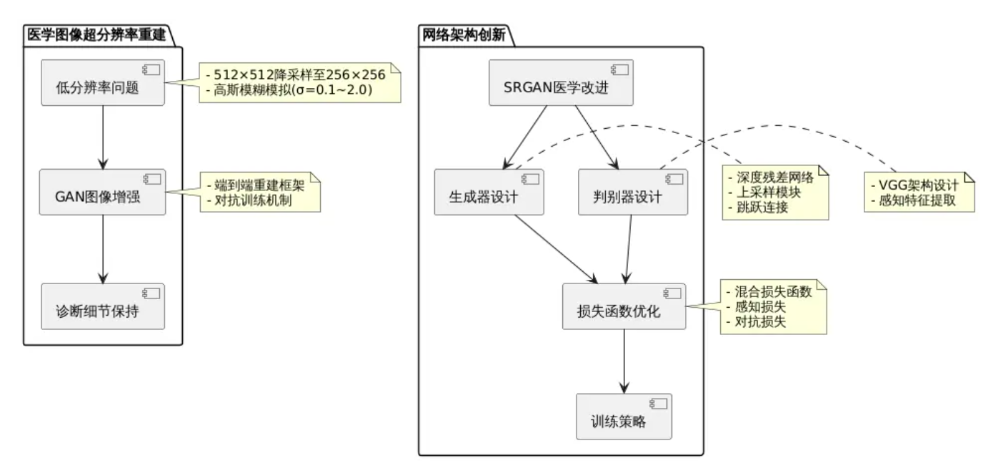 医学图像超分辨率重建
低分辨率问题
- 512×512降采样至256×256
- 高斯模糊模拟(σ=0.1~2.0)
GAN图像增强
- 端到端重建框架
- 对抗训练机制
诊断细节保持
网络架构创新
SRGAN医学改进
生成器设计
判别器设计
- 深度残差网络
- 上采样模块
- 跳跃连接
- VGG架构设计
- 感知特征提取
损失函数优化
- 混合损失函数
- 感知损失
- 对抗损失
训练策略